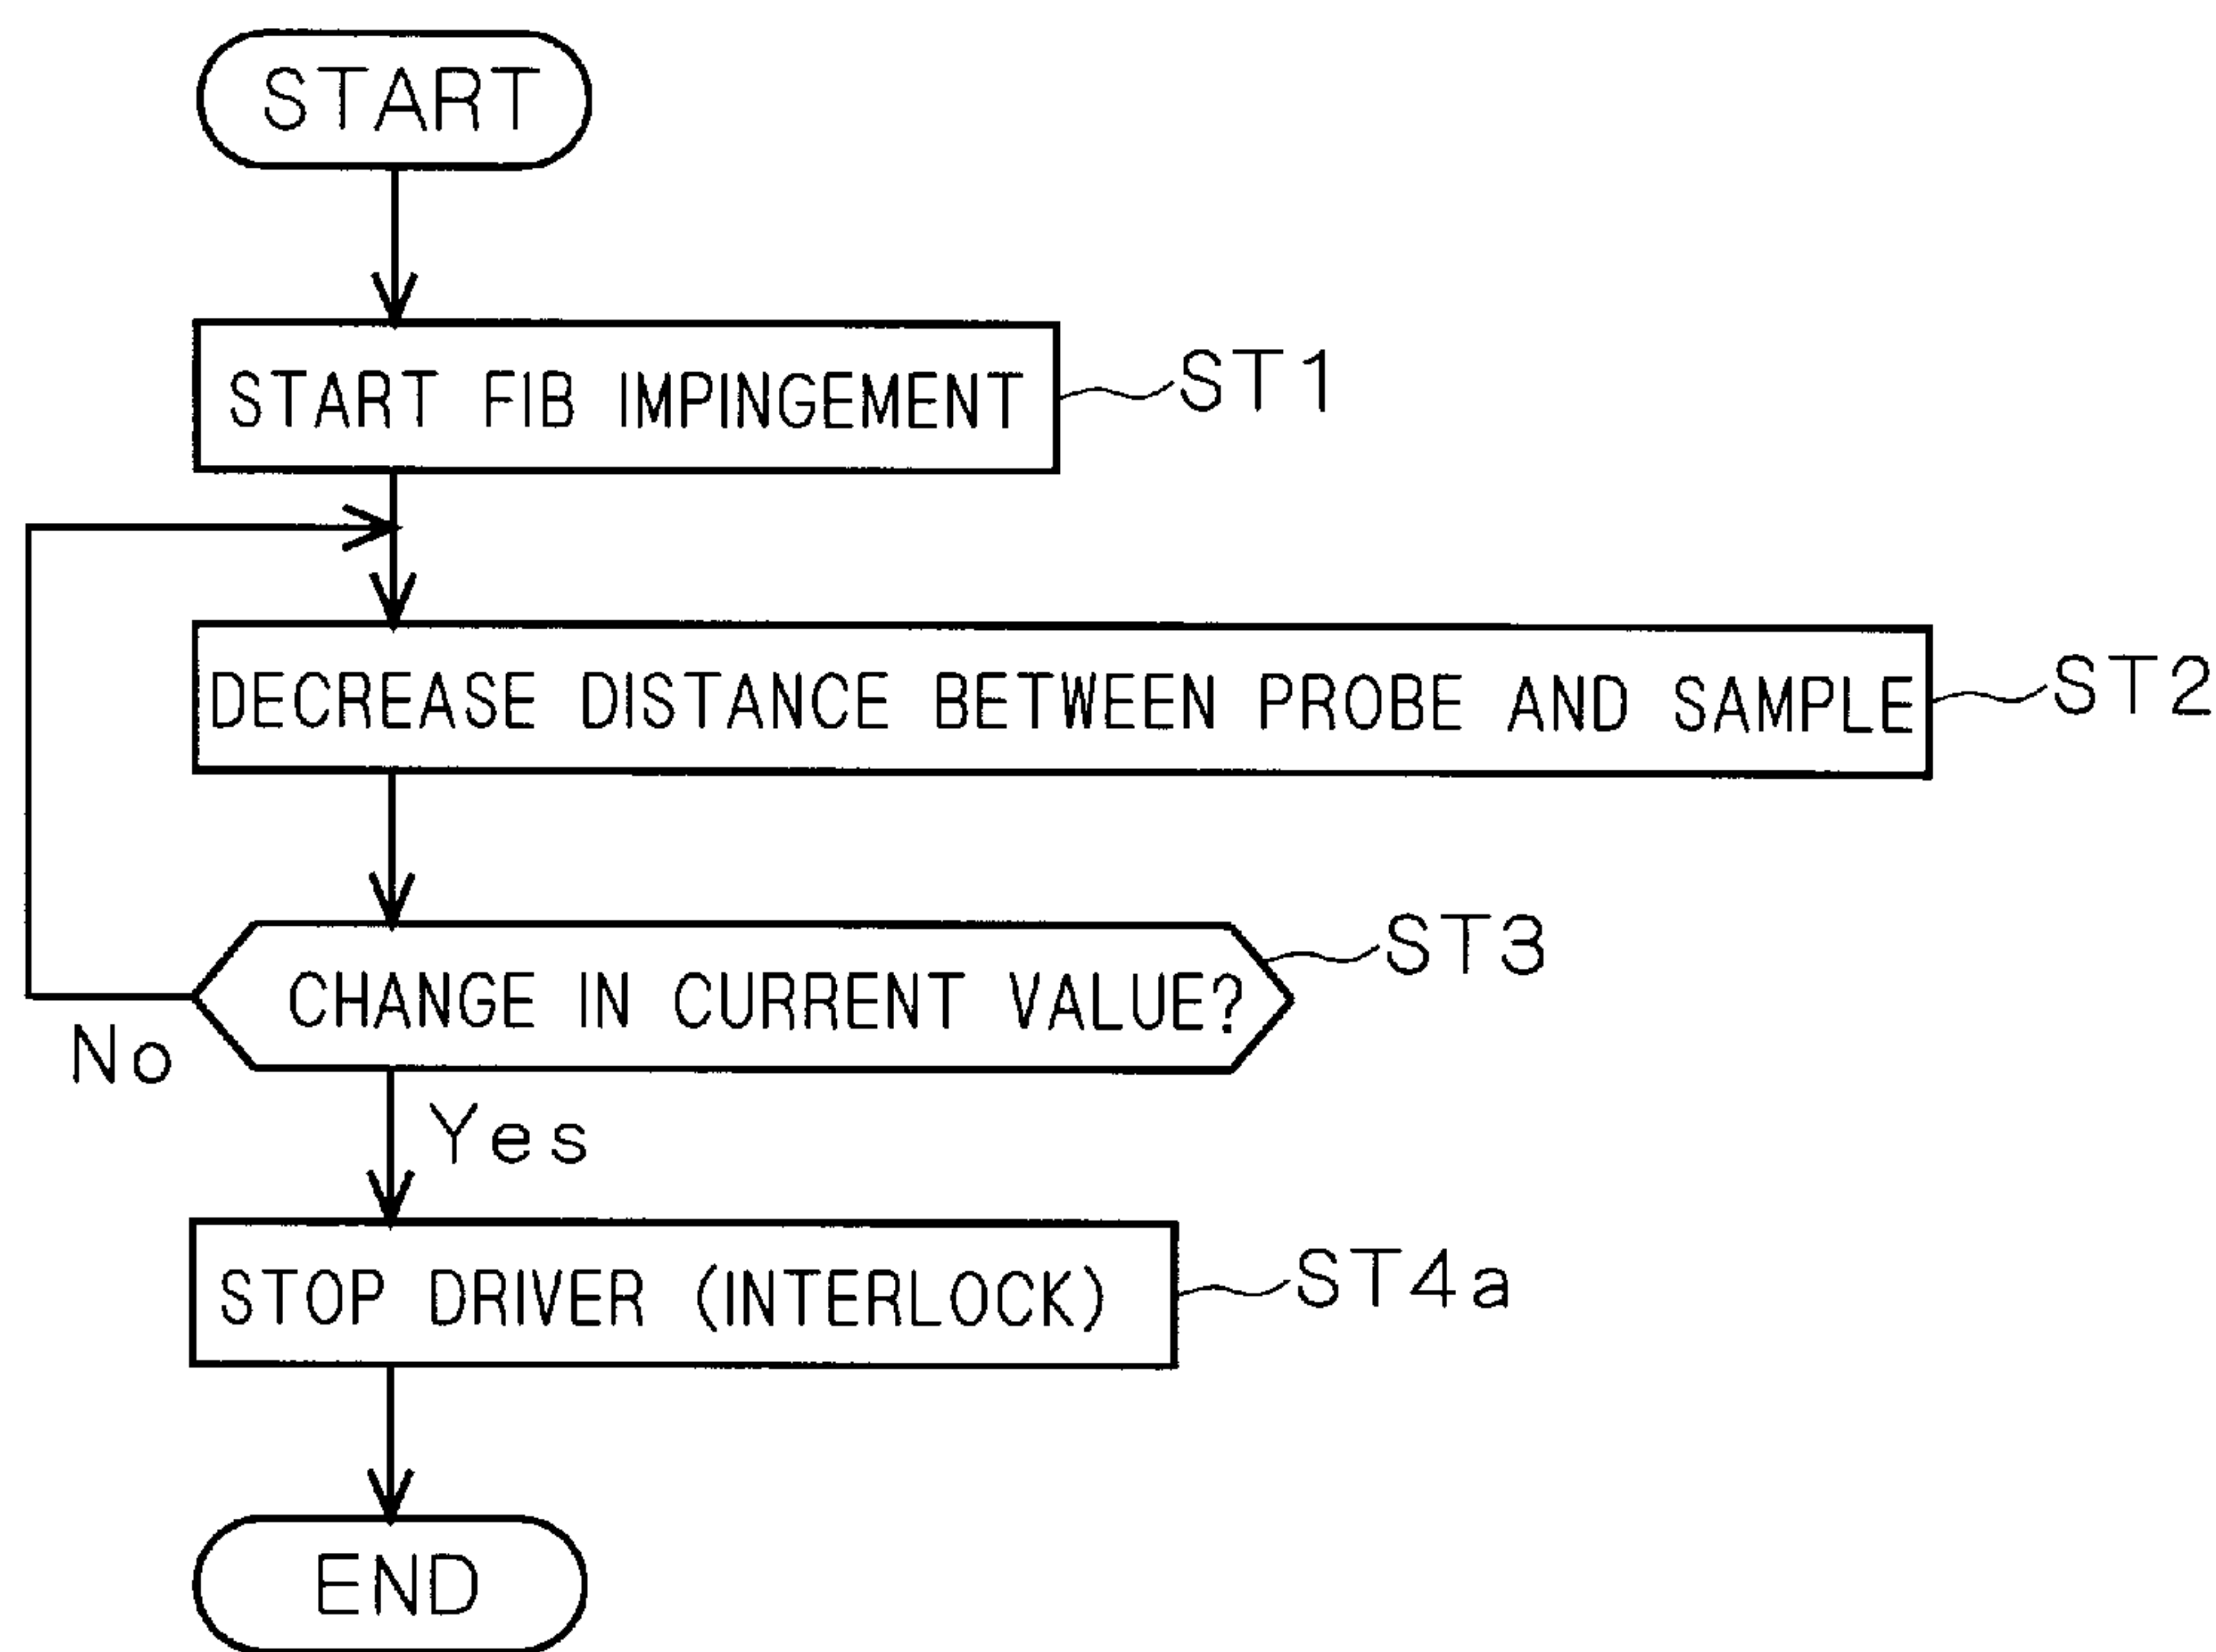 START
START FIB IMPINGEMENT
ST1
DECREASE DISTANCE BETWEEN PROBE AND SAMPLE
ST2
CHANGE IN CURRENT VALUE?
ST3
No
Yes
STOP DRIVER (INTERLOCK)
ST4a
END